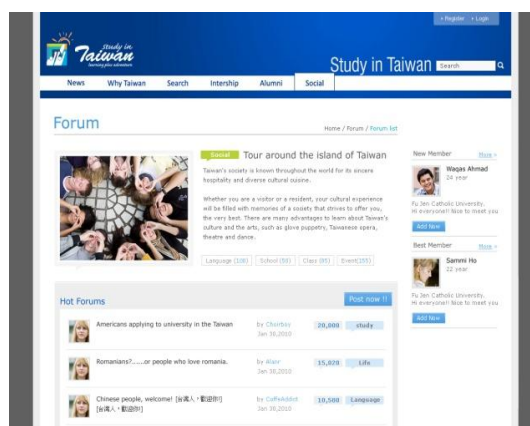 Register Login
study in
Taiwan
learning plus adventure
Study in Taiwan Search
News Why Taiwan Search Intership Alumni Social
Forum
Home / Forum / Forum list
Social Tour around the island of Taiwan
Taiwan's society is known throughout the world for its sincere
hospitality and diverse cultural cuisine.
Whether you are a visitor or a resident, your cultural experience
will be filled with memories of a society that strives to offer you,
the very best. There are many advantages to learn about Taiwan's
culture and the arts, such as glove puppetry, Taiwanese opera,
theatre and dance.
Language (106) School (50) Class (85) Event(355)
New Member More »
Waqas Ahmad
24 year
Fu Jen Catholic University.
Hi everyone!! Nice to meet you
Add Now
Best Member More »
Sammi Ho
22 year
Fu Jen Catholic University.
Hi everyone!! Nice to meet you
Add Now
Hot Forums Post now !!
Americans applying to university in the Taiwan by 20,000 study
Jan 30,2010
Romanians?......or people who love romania. by Alanr 15,020 Life
Jan 30,2010
Chinese people, welcome! [台灣人，歡迎你!] by CaffeAddict 10,500 Language
[台灣人，歡迎你!] Jan 30,2010